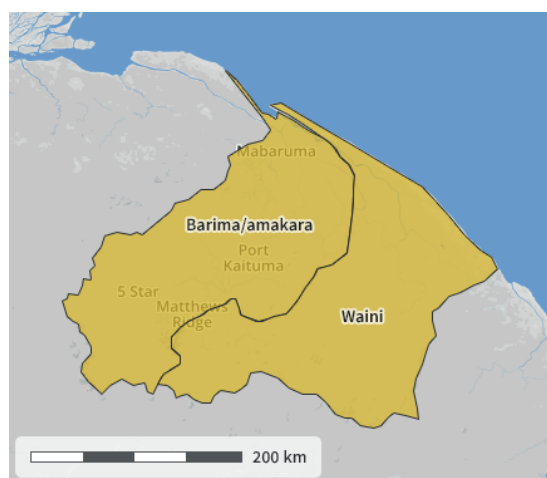 Mabaruma
Barima/amakara
Port
Kaituma
5 Star
Matthews
Ridge
Waini
200 km